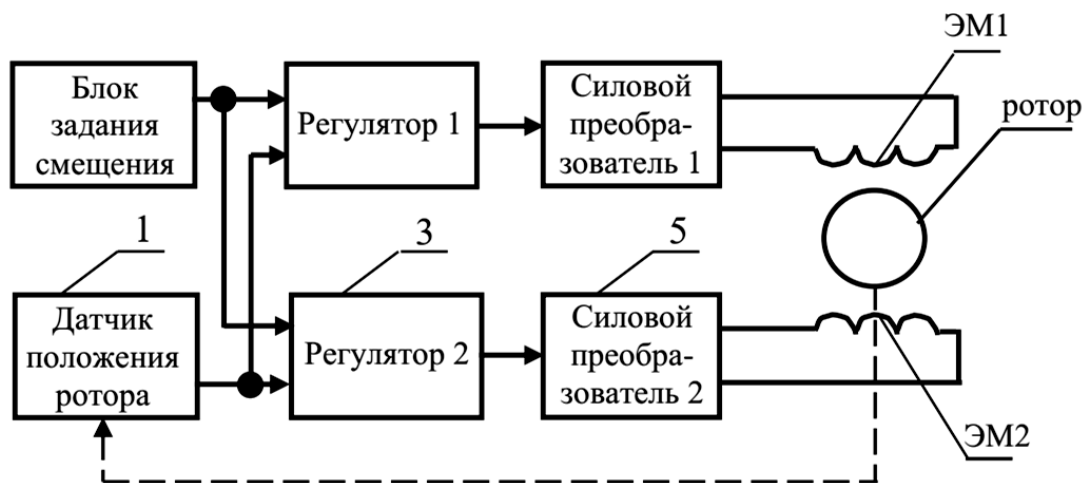 ЭМ1
Блок
задания
смещения
Регулятор 1
Силовой
преобра-
зователь 1
ротор
1
3
5
Датчик
положения
ротора
Регулятор 2
Силовой
преобра-
зователь 2
ЭМ2